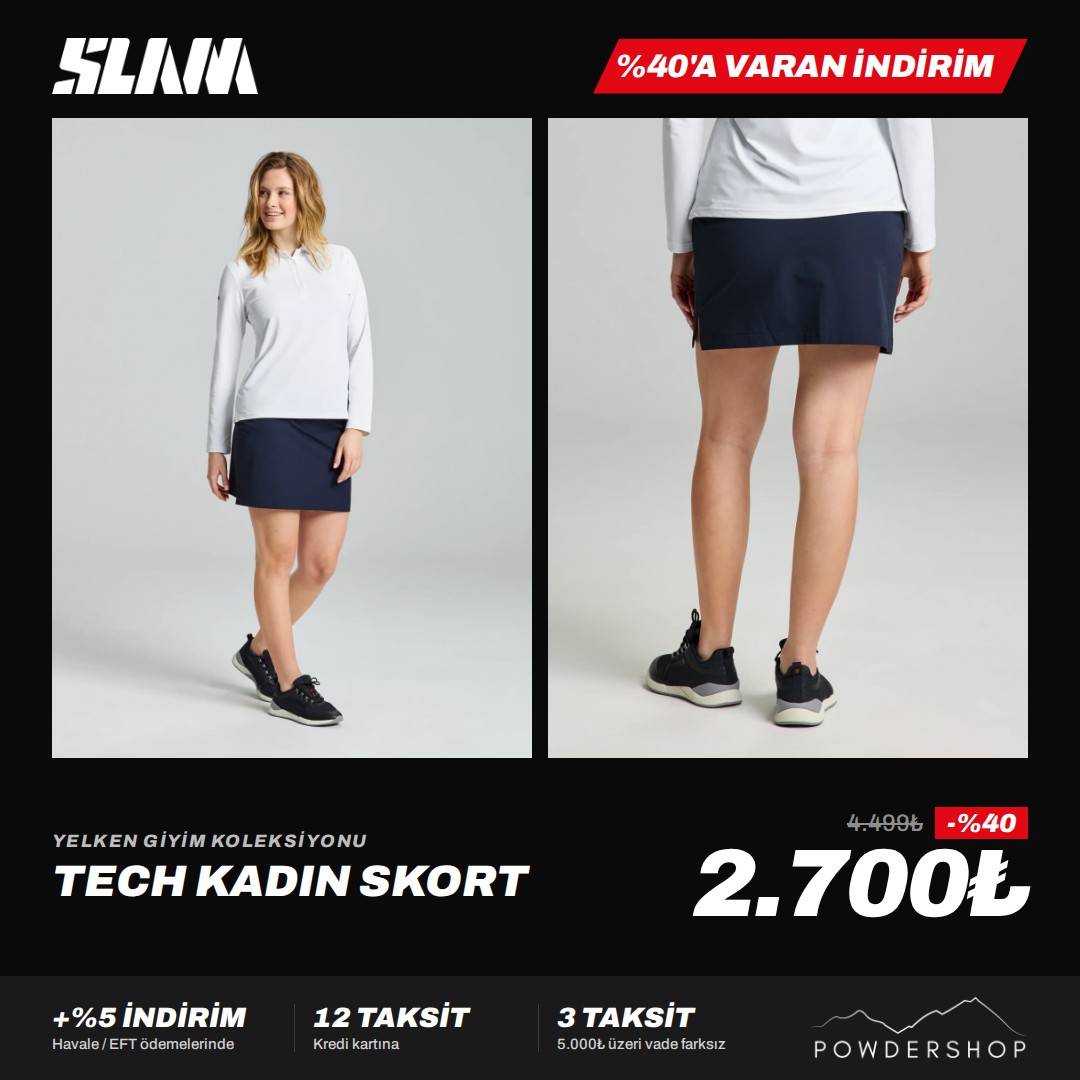 SLAM
%40'A VARAN İNDİRİM
YELKEN GİYİM KOLEKSİYONU
TECH KADIN SKORT
4.499₺
-%40
2.700₺
+%5 İNDİRİM
Havale / EFT ödemelerinde
12 TAKSİT
Kredi kartına
3 TAKSİT
5.000₺ üzeri vade farksız
POWDERSHOP